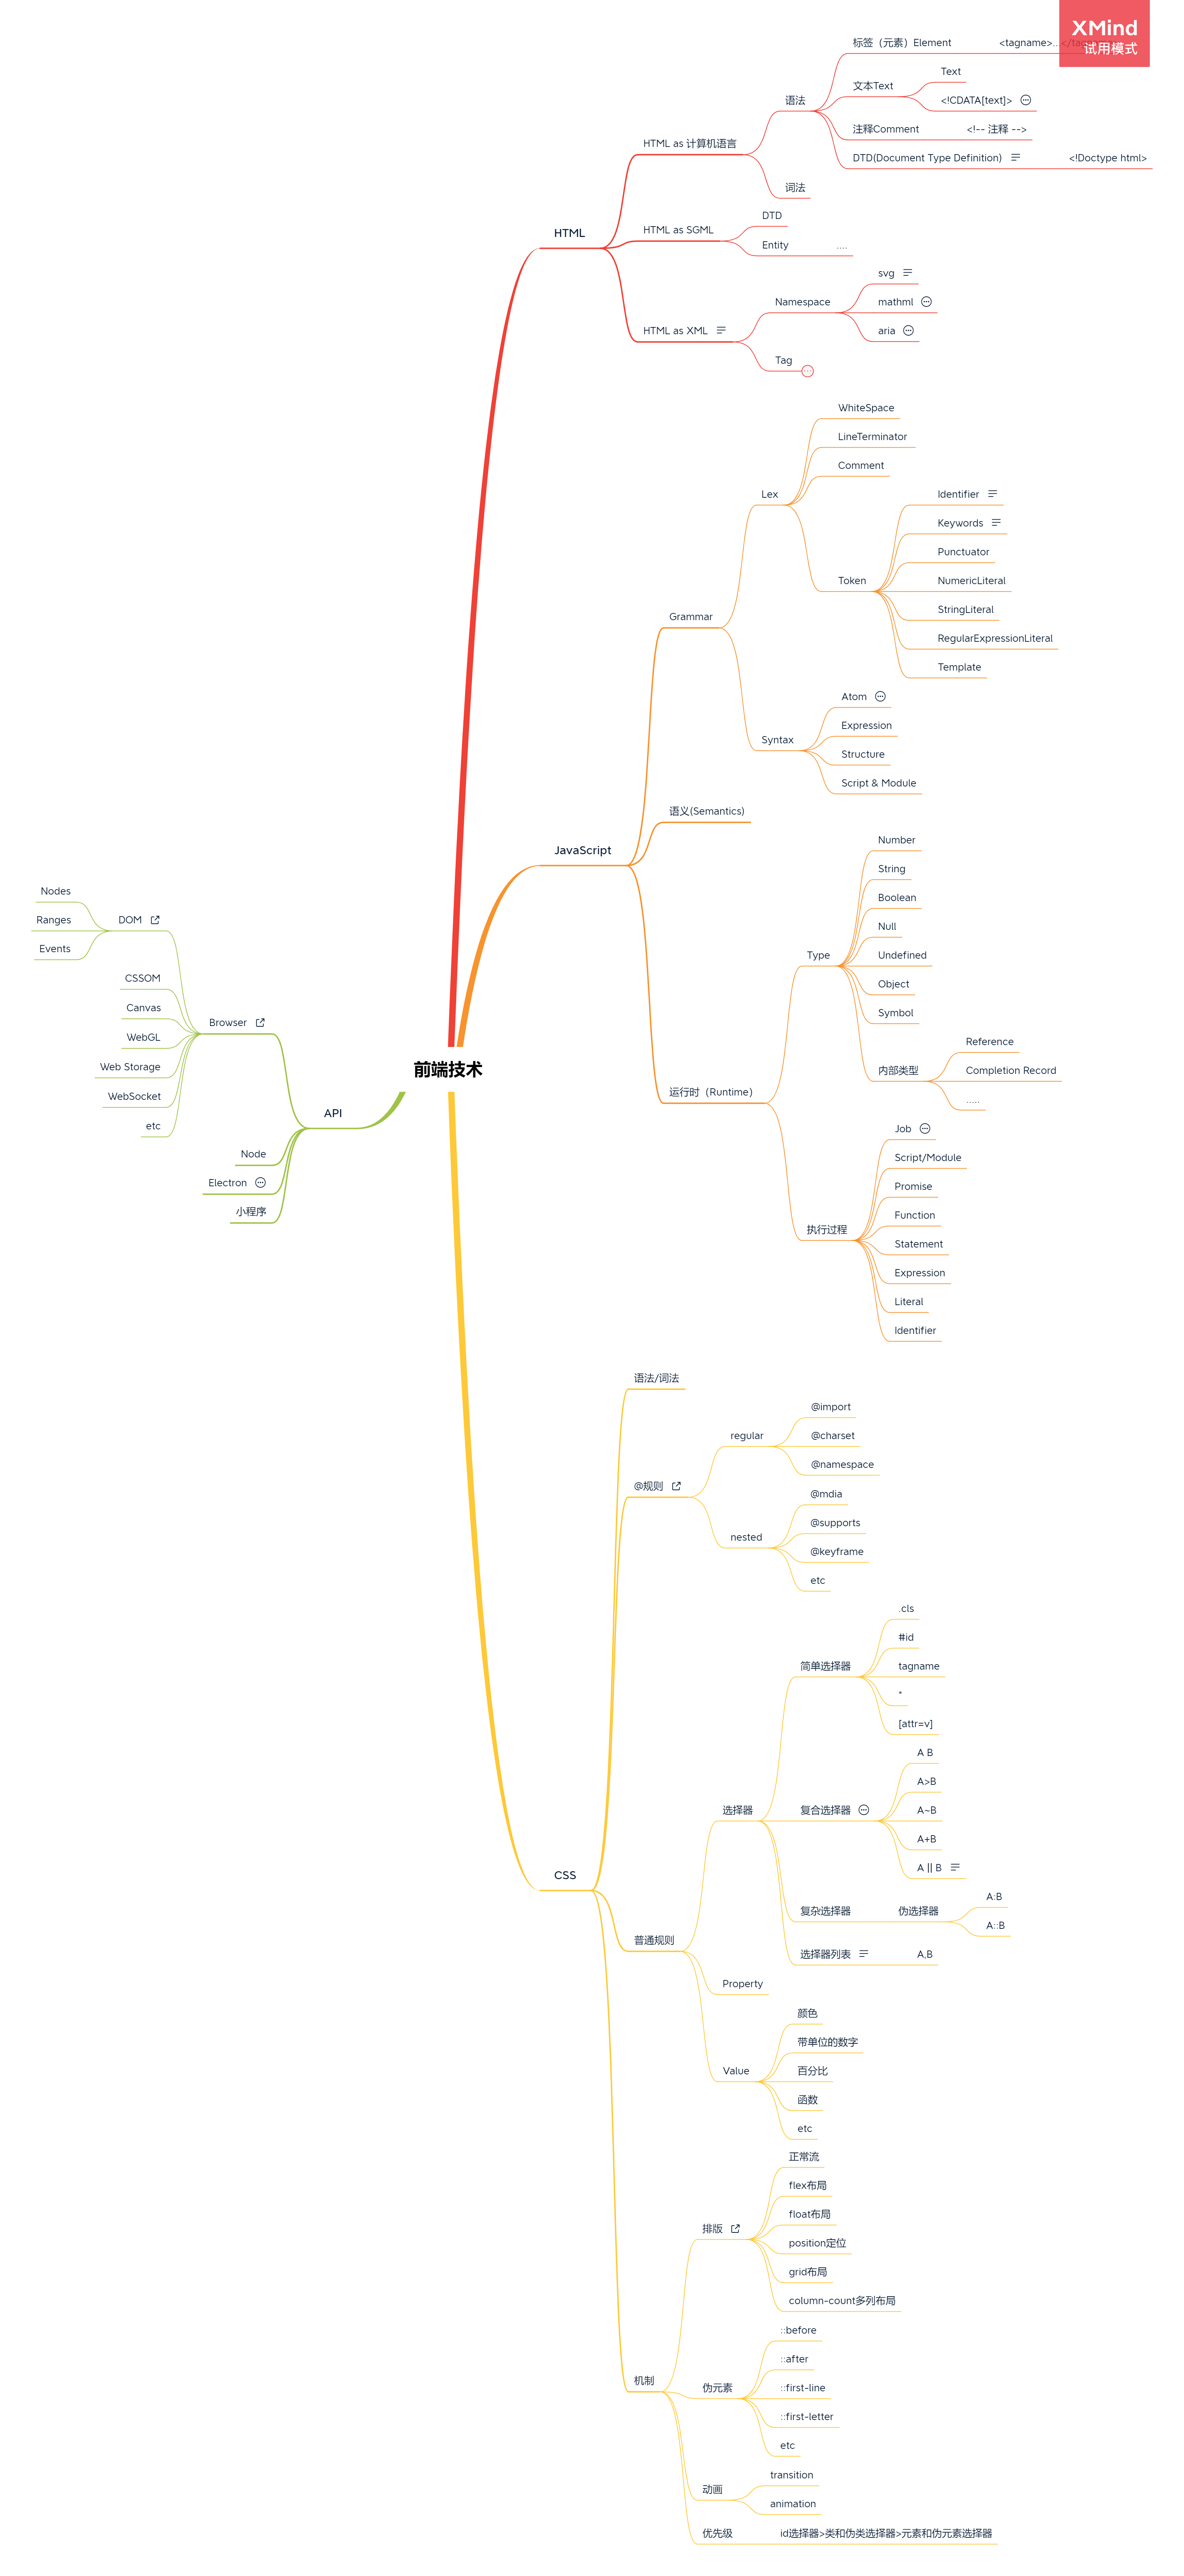 XMind
试用模式
标签（元素）Element
<tagname>...</tagname>
文本Text
Text
<!CDATA[text]>
语法
注释Comment
<!-- 注释 -->
DTD(Document Type Definition)
<!Doctype html>
HTML as 计算机语言
词法
HTML
HTML as SGML
DTD
Entity
....
HTML as XML
Namespace
svg
mathml
aria
Tag
JavaScript
Grammar
Lex
WhiteSpace
LineTerminator
Comment
Token
Identifier
Keywords
Punctuator
NumericLiteral
StringLiteral
RegularExpressionLiteral
Template
Syntax
Atom
Expression
Structure
Script & Module
语义(Semantics)
运行时（Runtime）
Type
Number
String
Boolean
Null
Undefined
Object
Symbol
内部类型
Reference
Completion Record
.....
执行过程
Job
Script/Module
Promise
Function
Statement
Expression
Literal
Identifier
前端技术
API
Browser
DOM
Nodes
Ranges
Events
CSSOM
Canvas
WebGL
Web Storage
WebSocket
etc
Node
Electron
小程序
CSS
语法/词法
@规则
regular
@import
@charset
@namespace
nested
@mdia
@supports
@keyframe
etc
普通规则
选择器
简单选择器
.cls
#id
tagname
*
[attr=v]
复合选择器
A B
A>B
A~B
A+B
A || B
复杂选择器
伪选择器
A:B
A::B
选择器列表
A,B
Property
Value
颜色
带单位的数字
百分比
函数
etc
机制
排版
正常流
flex布局
float布局
position定位
grid布局
column-count多列布局
伪元素
::before
::after
::first-line
::first-letter
etc
动画
transition
animation
优先级
id选择器>类和伪类选择器>元素和伪元素选择器